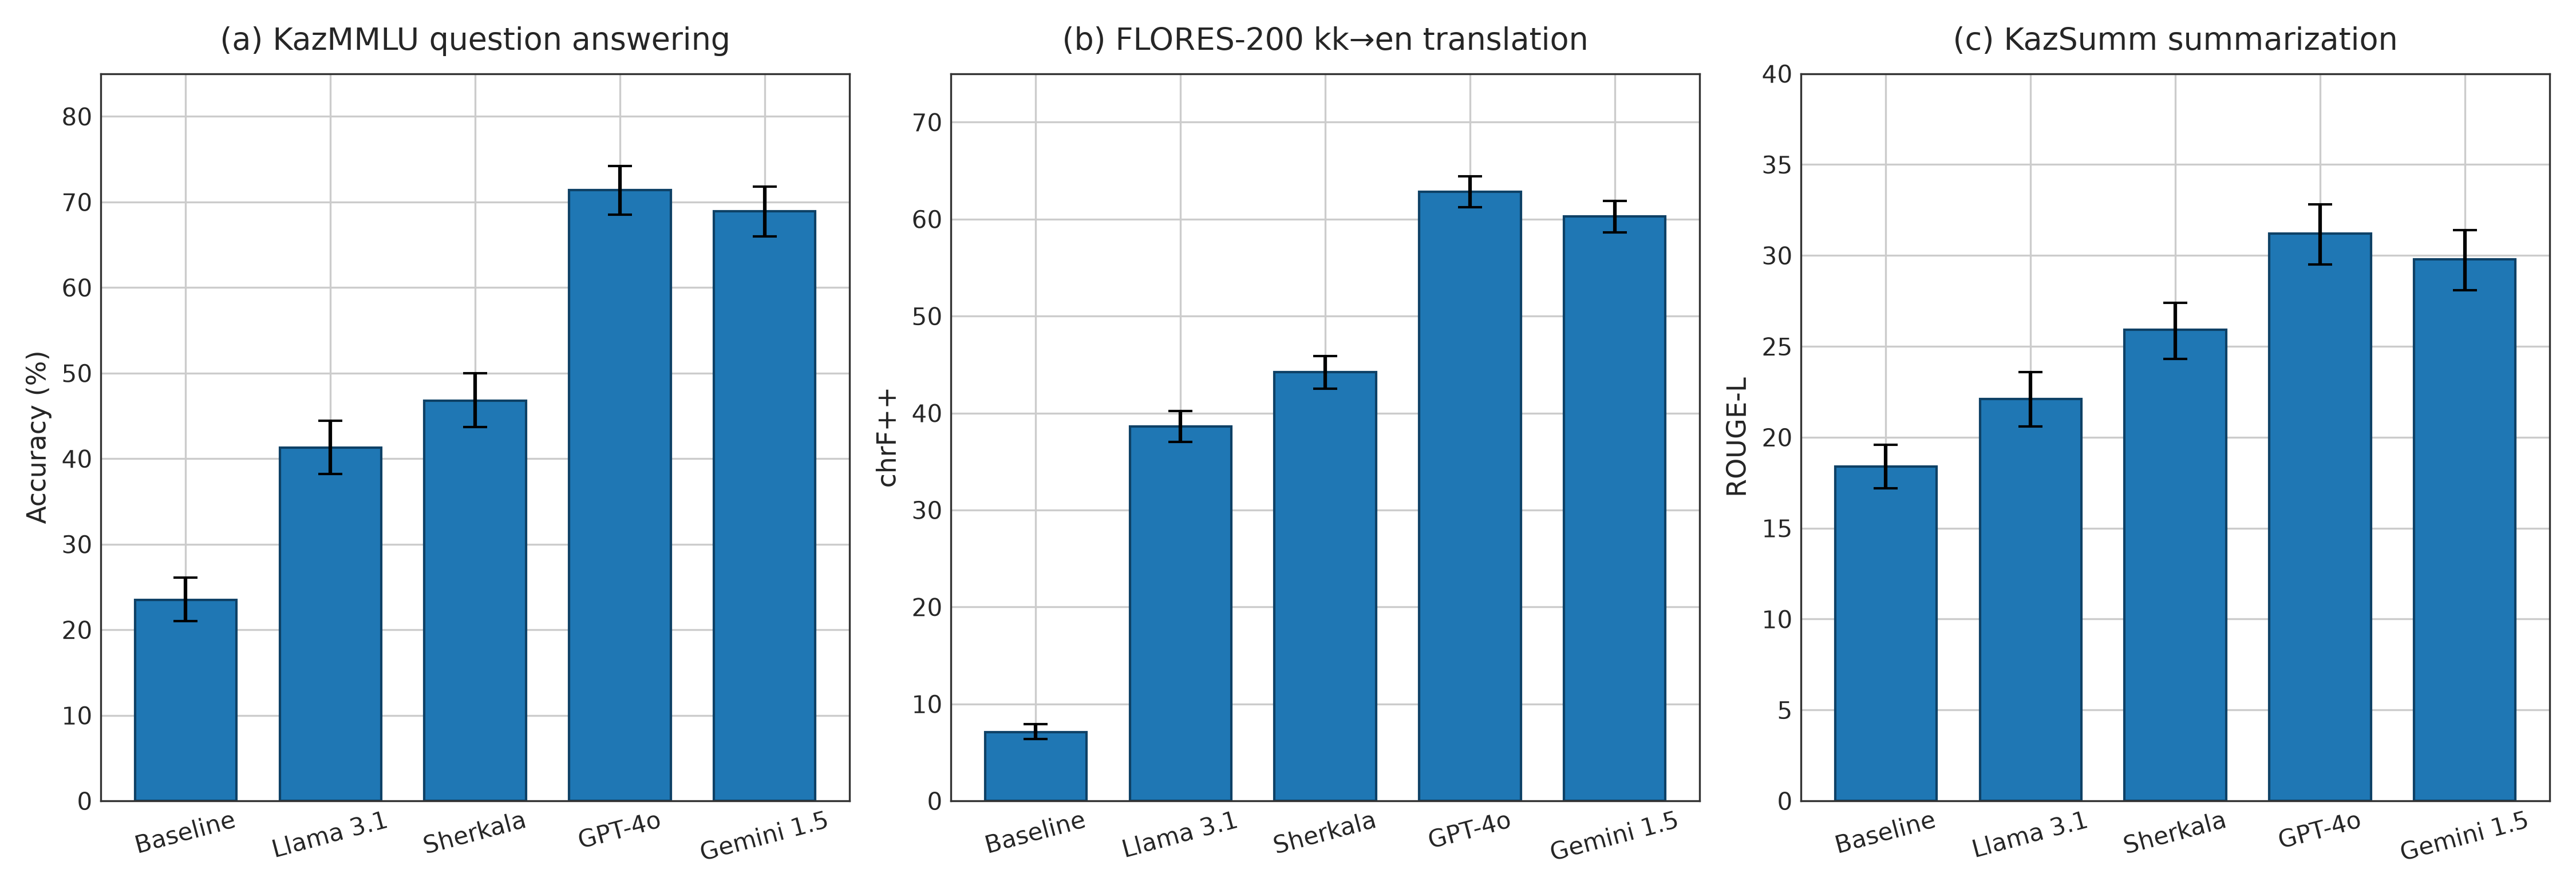 (a) KazMMLU question answering
Accuracy (%)
80
70
60
50
40
30
20
10
0
Baseline
Llama 3.1
Sherkala
GPT-4o
Gemini 1.5
(b) FLORES-200 kk→en translation
chrF++
70
60
50
40
30
20
10
0
Baseline
Llama 3.1
Sherkala
GPT-4o
Gemini 1.5
(c) KazSumm summarization
ROUGE-L
40
35
30
25
20
15
10
5
0
Baseline
Llama 3.1
Sherkala
GPT-4o
Gemini 1.5